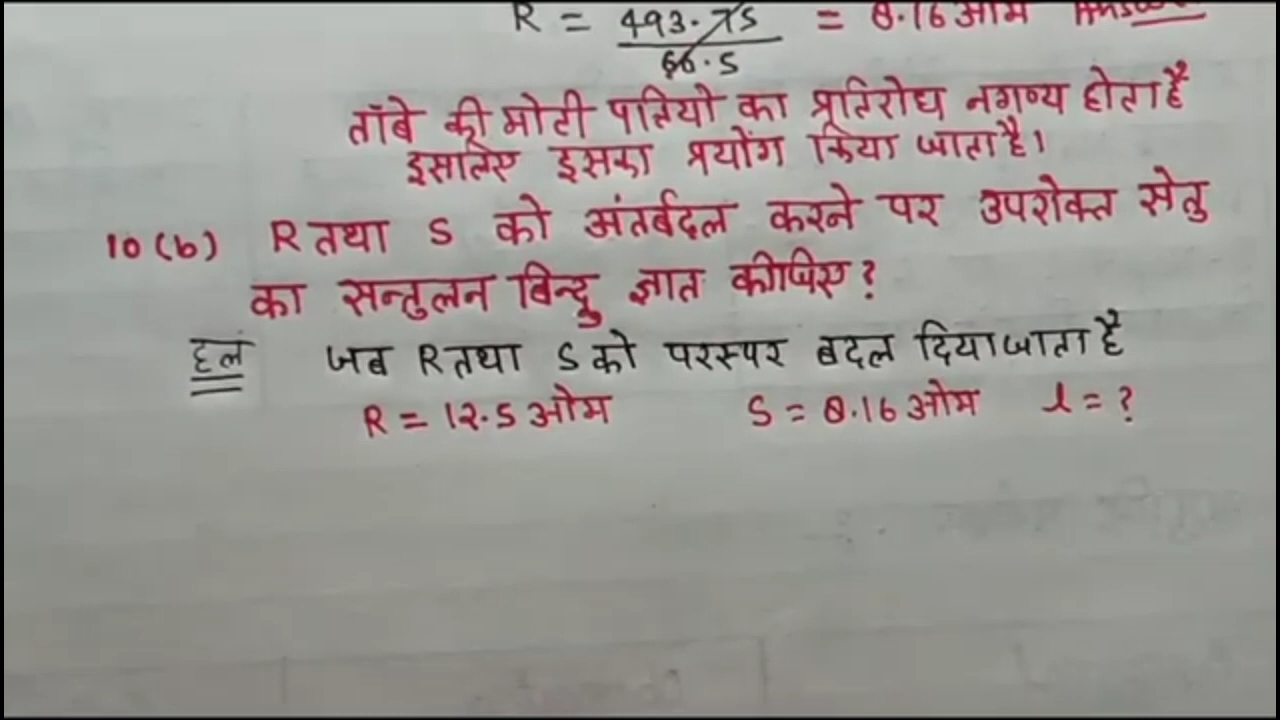 R = 493.75 = 8.16 ओम Answer
60.5
ताँबे की मोटी पत्तियो का प्रतिरोध नगण्य होता है
इसलिए इसका प्रयोंग किया जाता है।
10 (b) R तथा S को अंतर्बदल करने पर उपरोक्त सेतु
का सन्तुलन बिन्दु ज्ञात कीजिए?
हल जब R तथा S को परस्पर बदल दिया जाता है
R = 12.5 ओम S = 8.16 ओम l = ?